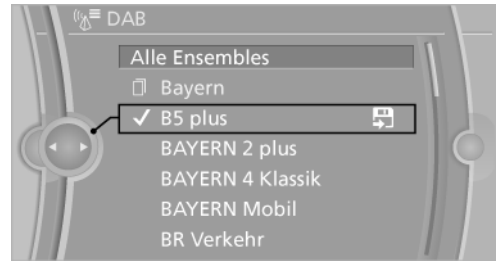 DAB
Alle Ensembles
Bayern
B5 plus
BAYERN 2 plus
BAYERN 4 Klassik
BAYERN Mobil
BR Verkehr